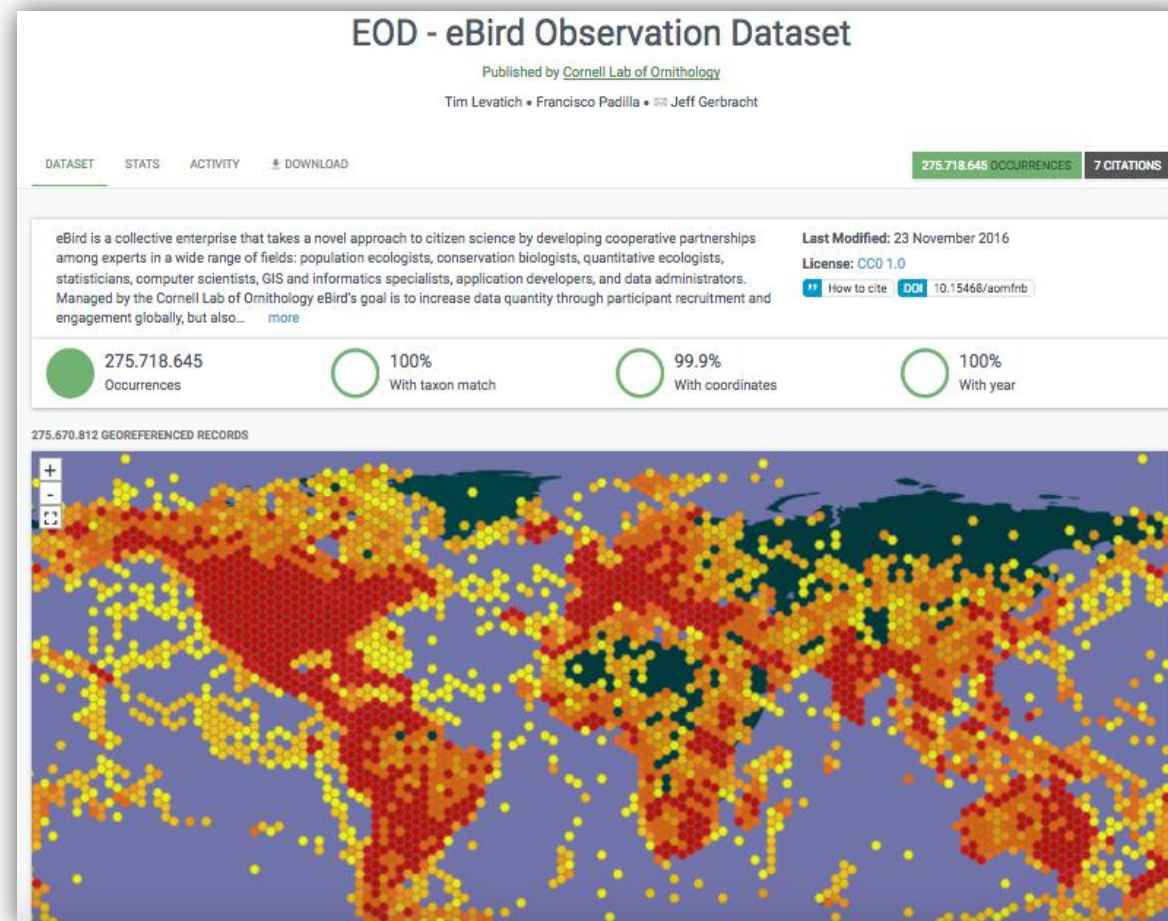 EOD - eBird Observation Dataset
Published by Cornell Lab of Ornithology
Tim Levatich • Francisco Padilla • Jeff Gerbracht
DATASET STATS ACTIVITY DOWNLOAD 275.718.645 OCCURRENCES 7 CITATIONS
eBird is a collective enterprise that takes a novel approach to citizen science by developing cooperative partnerships
among experts in a wide range of fields: population ecologists, conservation biologists, quantitative ecologists,
statisticians, computer scientists, GIS and informatics specialists, application developers, and data administrators.
Managed by the Cornell Lab of Ornithology eBird's goal is to increase data quantity through participant recruitment and
engagement globally, but also... more
Last Modified: 23 November 2016
License: CC0 1.0
How to cite DOI 10.15468/aomfnb
275.718.645
Occurrences
100%
With taxon match
99.9%
With coordinates
100%
With year
275.670.812 GEOREFERENCED RECORDS
+
-